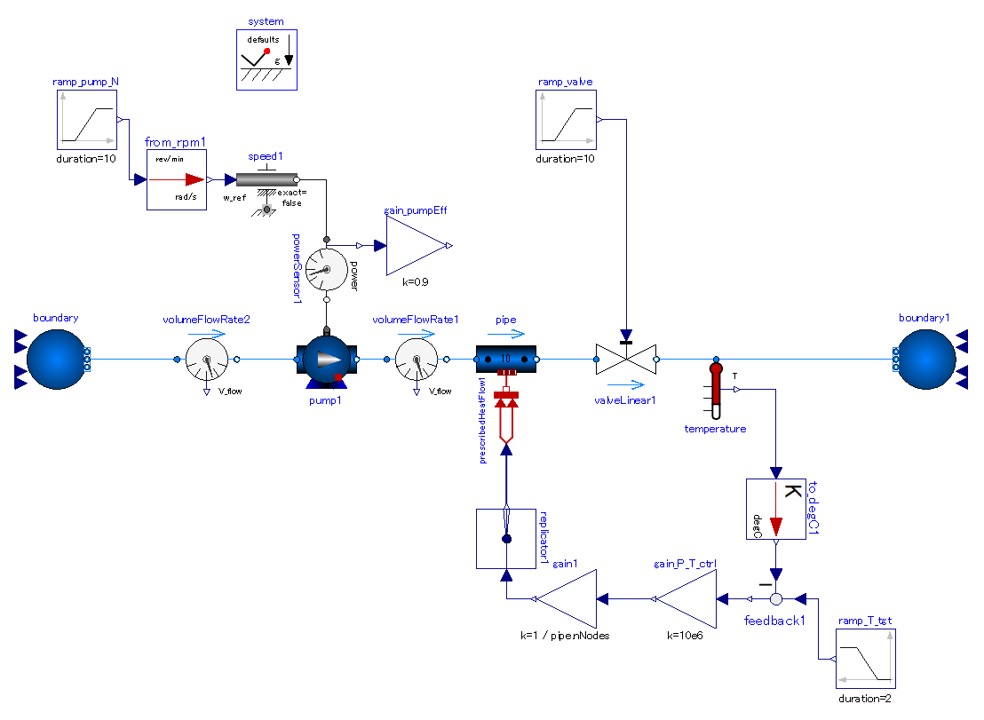 system
defaults
g
ramp_pump_N
duration=10
ramp_valve
duration=10
from_rpm1
rev/min
rad/s
speed1
w_ref
exact=
false
gain_pumpEff
k=0.9
powerSensor1
power
boundary
volumeFlowRate2
V_flow
pump1
volumeFlowRate1
V_flow
pipe
10
valveLinear1
boundary1
prescribedHeatFlow1
T
temperature
K
degC
to_degC1
replicator1
gain1
k=1 / pipe.nNodes
gain_P_T_ctrl
k=10e6
feedback1
ramp_T_tgt
duration=2